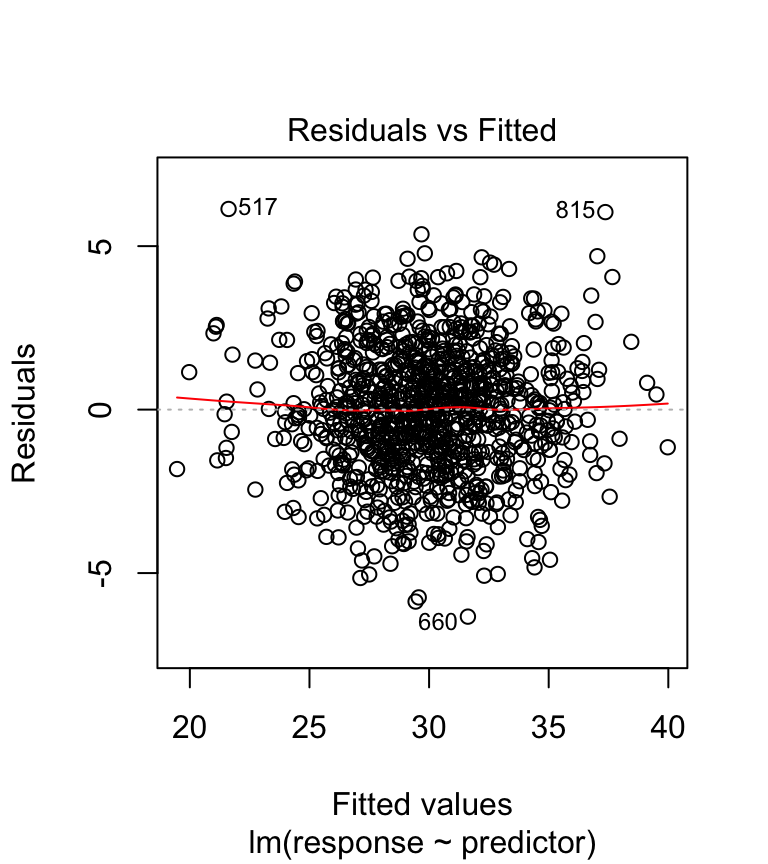 Residuals vs Fitted
517
815
660
5
0
-5
Residuals
20 25 30 35 40
Fitted values
lm(response ~ predictor)